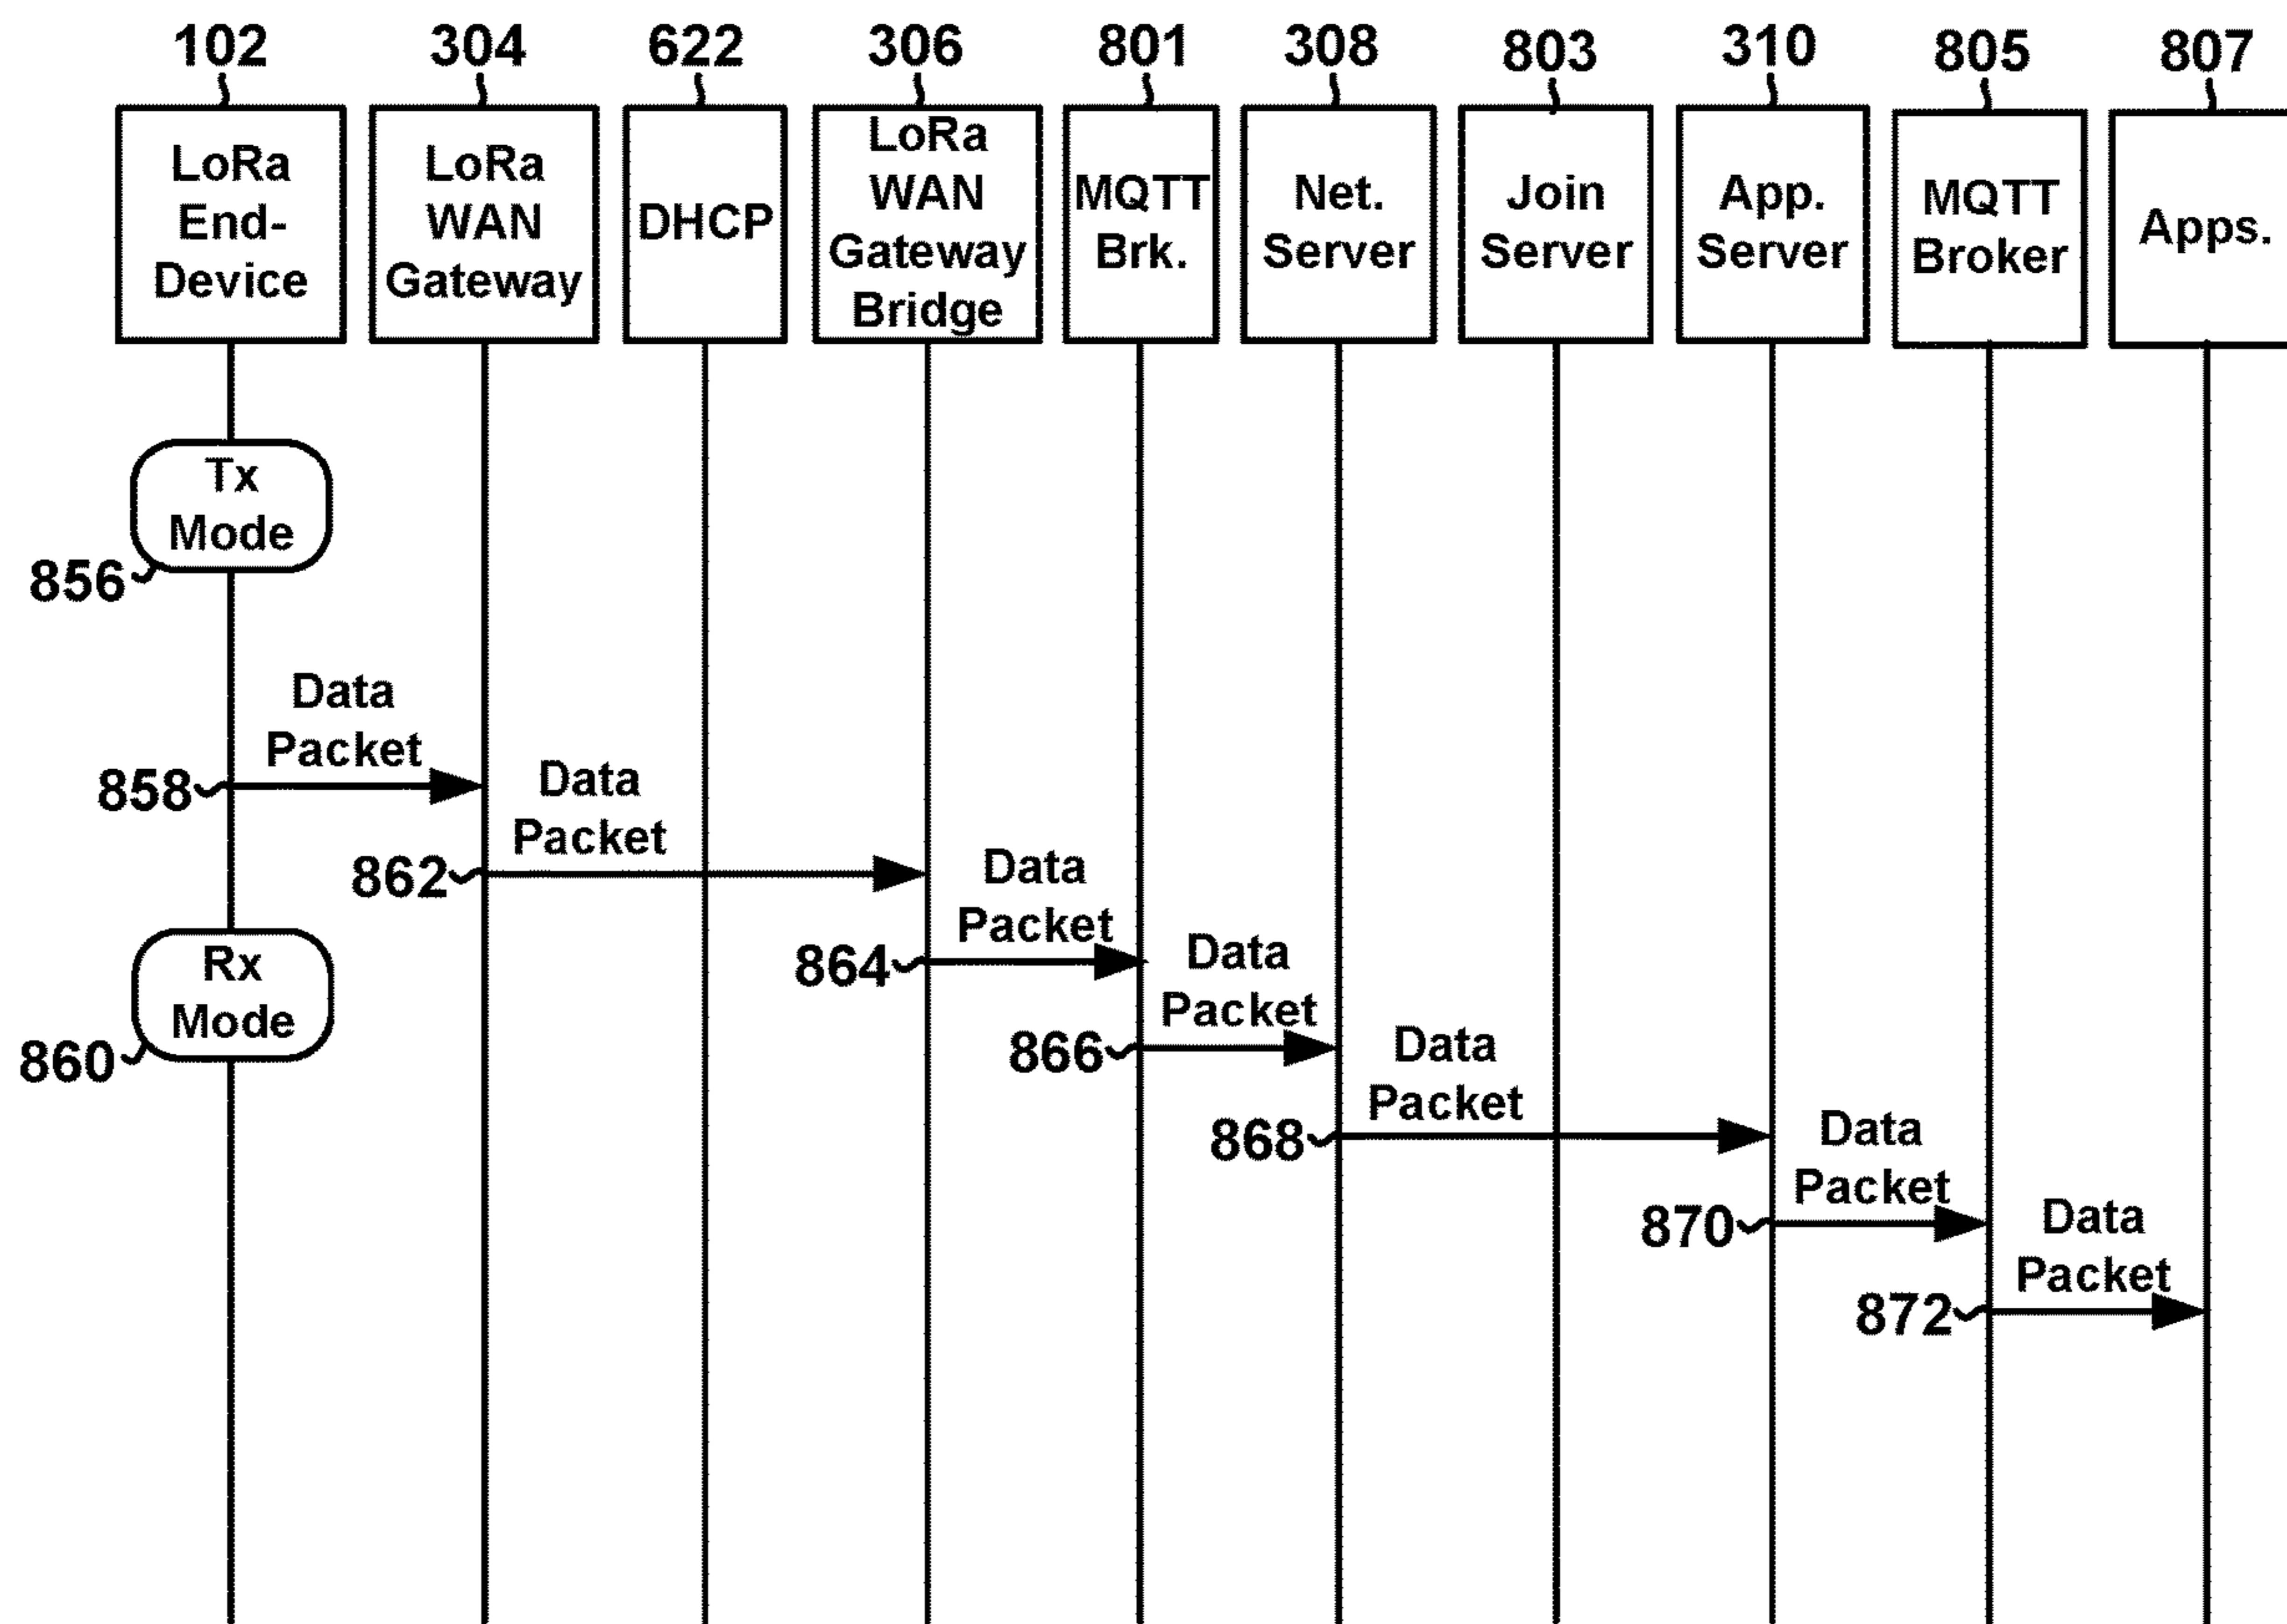 102
304
622
306
801
308
803
310
805
807
LoRa
End-
Device
LoRa
WAN
Gateway
DHCP
LoRa
WAN
Gateway
Bridge
MQTT
Brk.
Net.
Server
Join
Server
App.
Server
MQTT
Broker
Apps.
Tx
Mode
856
Data
Packet
858
Data
Packet
862
Data
Packet
864
Rx
Mode
860
Data
Packet
866
Data
Packet
868
Data
Packet
870
Data
Packet
872